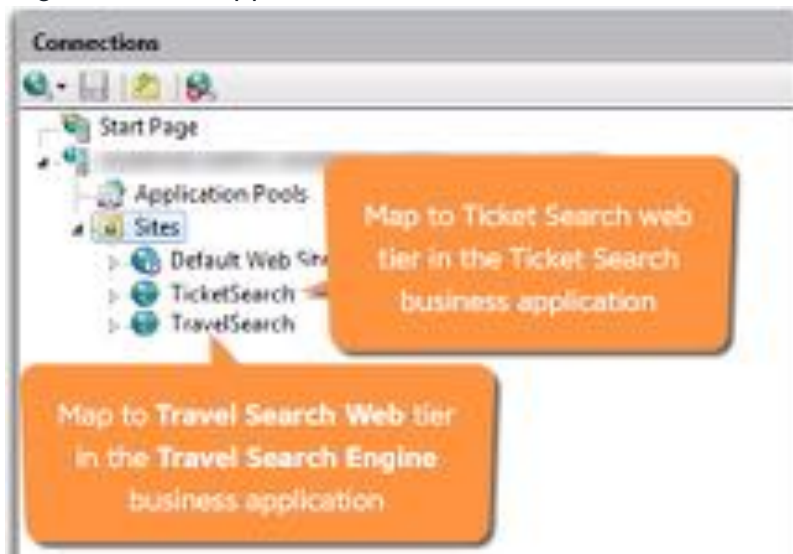 Connections
Start Page
Application Pools
Sites
Default Web Site
TicketSearch
TravelSearch
Map to Ticket Search web
tier in the Ticket Search
business application
Map to Travel Search Web tier
in the Travel Search Engine
business application